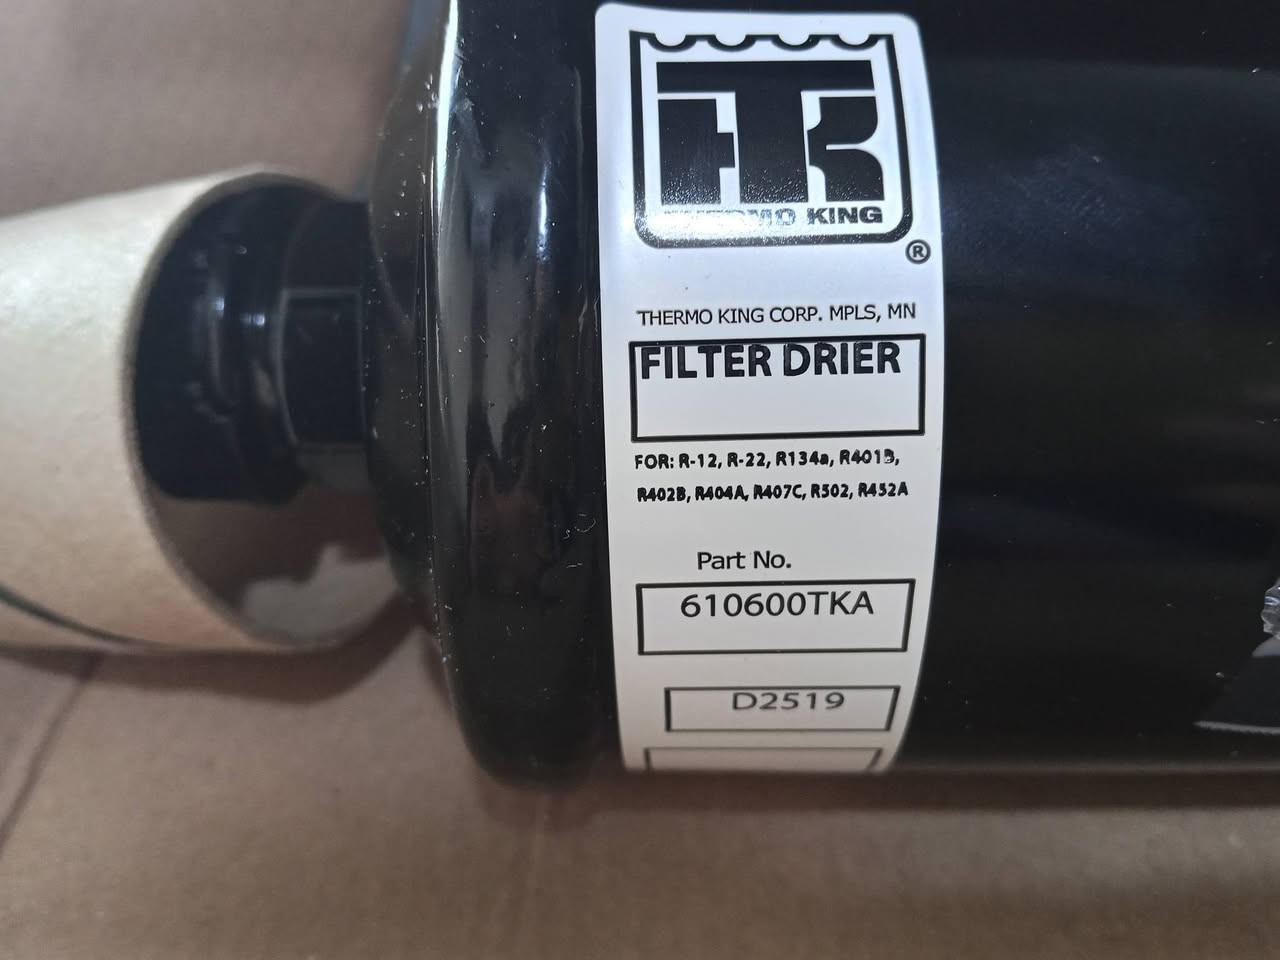 TK
THERMO KING
®
THERMO KING CORP. MPLS, MN
FILTER DRIER
FOR: R-12, R-22, R134a, R401B,
R402B, R404A, R407C, R502, R452A
Part No.
610600TKA
D2519